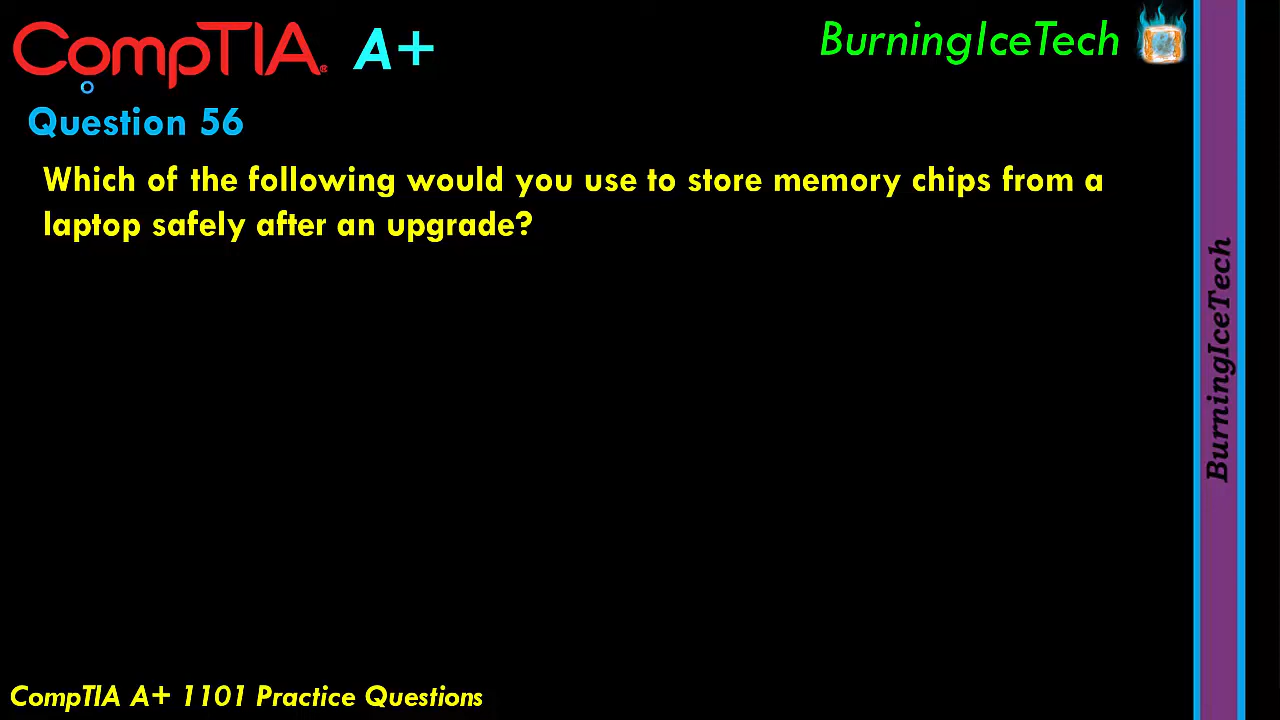 CompTIA® A+
BurningIceTech
Question 56
Which of the following would you use to store memory chips from a
laptop safely after an upgrade?
BurningIceTech
CompTIA A+ 1101 Practice Questions